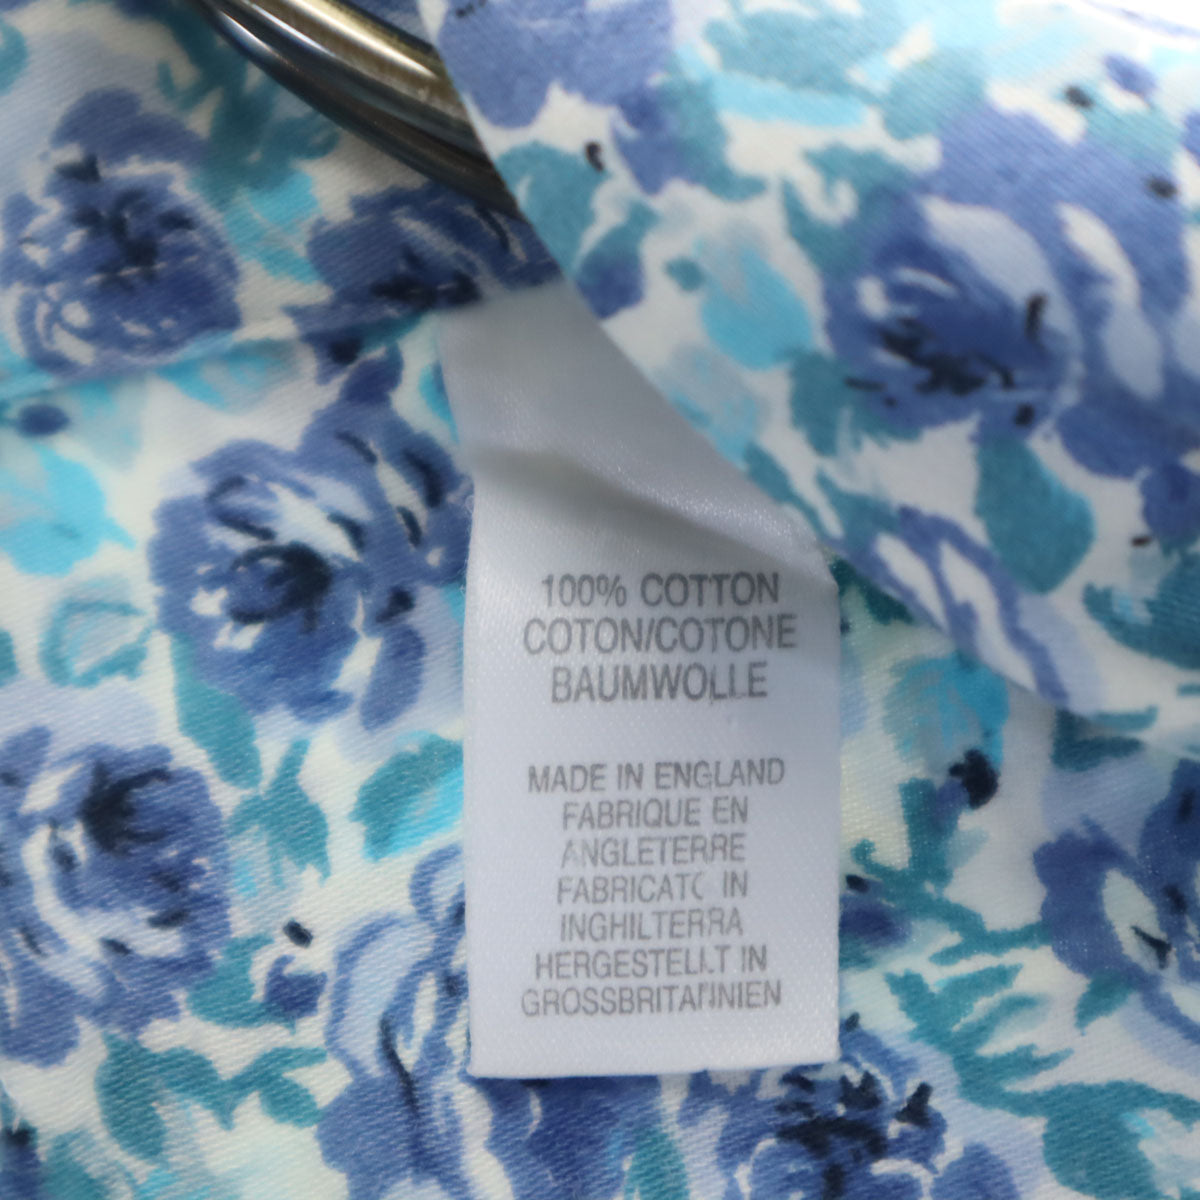 100% COTTON
COTON/COTONE
BAUMWOLLE
MADE IN ENGLAND
FABRIQUE EN
ANGLETERRE
FABRICATO IN
INGHILTERRA
HERGESTELLT IN
GROSSBRITANNIEN